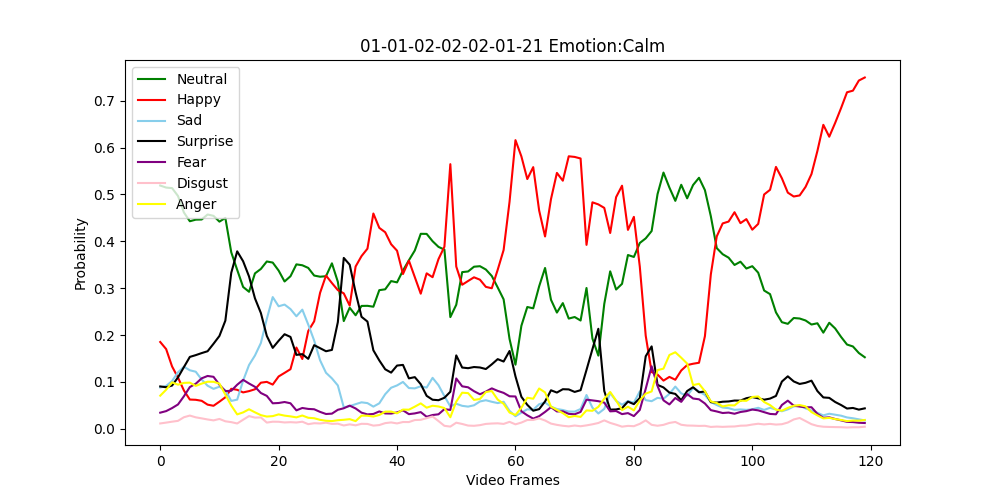 01-01-02-02-02-01-21 Emotion:Calm
Neutral
Happy
Sad
Surprise
Fear
Disgust
Anger
Probability
0.7
0.6
0.5
0.4
0.3
0.2
0.1
0.0
0 20 40 60 80 100 120
Video Frames